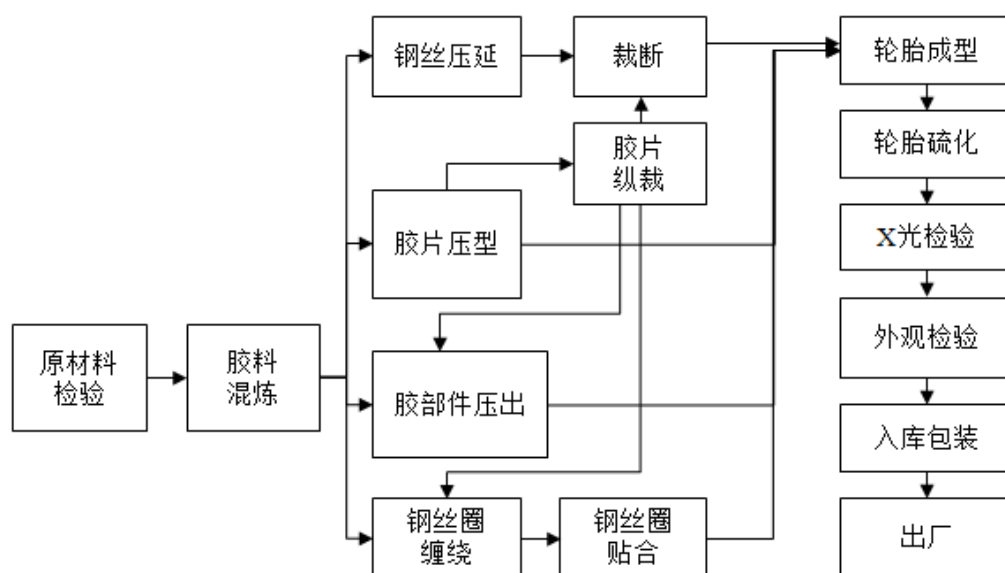 钢丝压延
裁断
轮胎成型
胶片
纵裁
轮胎硫化
胶片压型
X光检验
原材料
检验
胶料
混炼
胶部件压出
外观检验
入库包装
钢丝圈
缠绕
钢丝圈
贴合
出厂